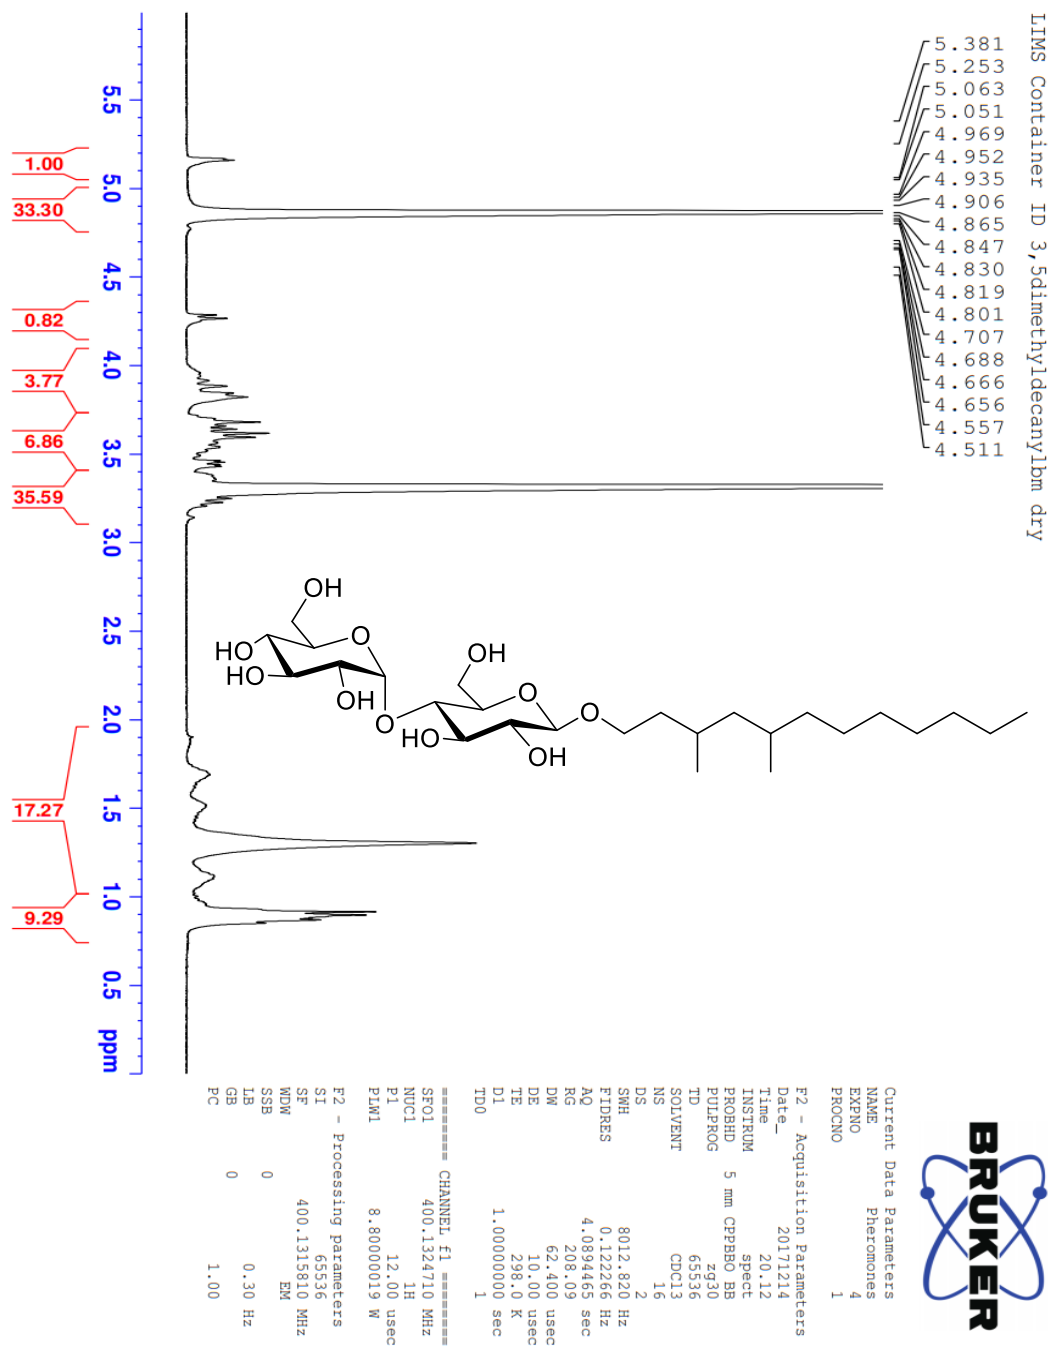 LIMS Container ID 3,5dimethyldecanylbm dry
5.381
5.253
5.063
5.051
4.969
4.952
4.935
4.906
4.865
4.847
4.830
4.819
4.801
4.707
4.688
4.666
4.656
4.557
4.511
5.5
5.0
4.5
4.0
3.5
3.0
2.5
2.0
1.5
1.0
0.5
ppm
1.00
33.30
0.82
3.77
6.86
35.59
17.27
9.29
OH
O
HO
HO
OH
O
OH
O
O
HO
OH
BRUKER
Current Data Parameters
NAME Pheromones
EXPNO 4
PROCNO 1
F2 - Acquisition Parameters
Date_ 20171214
Time 20.12
INSTRUM spect
PROBHD 5 mm CPPBBO BB
PULPROG zg30
TD 65536
SOLVENT CDCl3
NS 16
DS 2
SWH 8012.820 Hz
FIDRES 0.122266 Hz
AQ 4.0894465 sec
RG 208.09
DW 62.400 usec
DE 10.00 usec
TE 298.0 K
D1 1.00000000 sec
TD0 1
======== CHANNEL f1 ========
SFO1 400.1324710 MHz
NUC1 1H
P1 12.00 usec
PLW1 8.80000019 W
F2 - Processing parameters
SI 65536
SF 400.1315810 MHz
WDW EM
SSB 0
LB 0.30 Hz
GB 0
PC 1.00